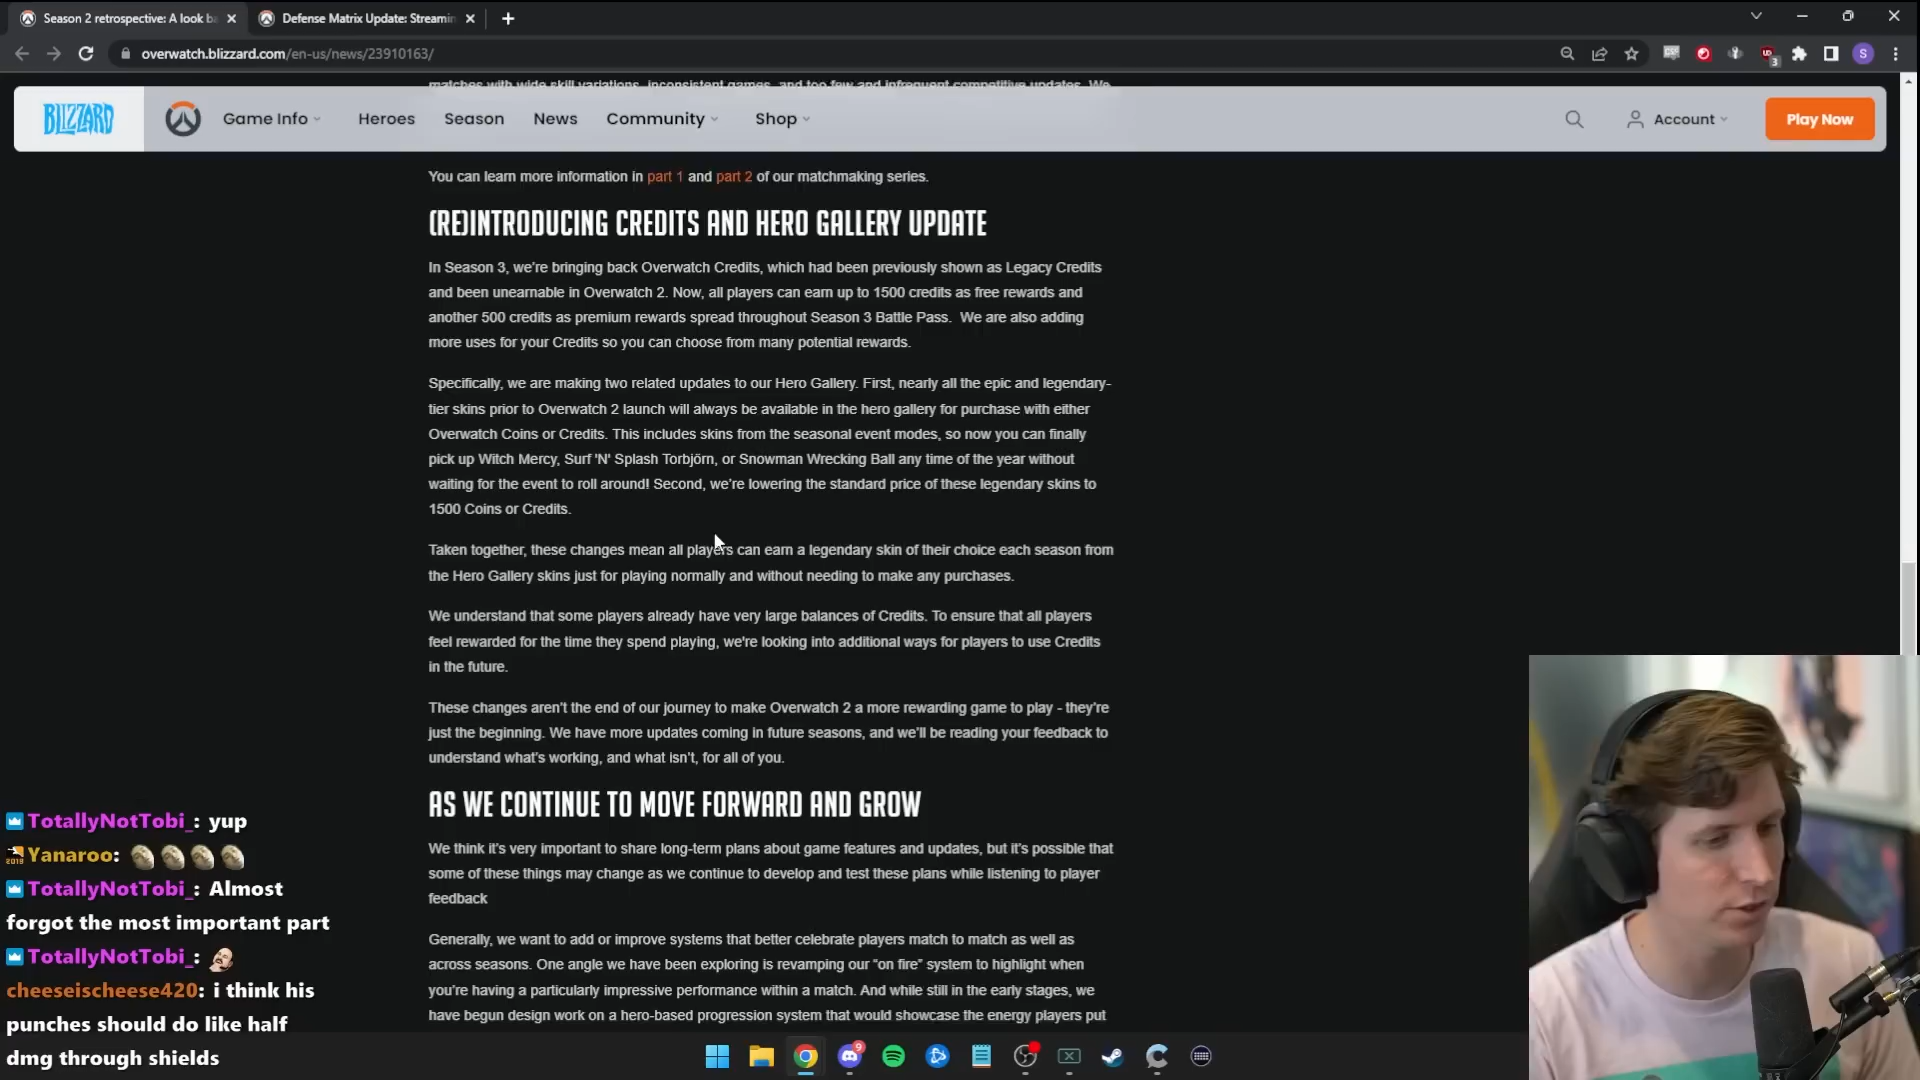 Season 2 retrospective: A look ba
Defense Matrix Update: Streamin
overwatch.blizzard.com/en-us/news/23910163/
3
S
matches with wide skill variations, inconsistent games, and too few and infrequent competitive updates. We
BLIZZARD
Game Info
Heroes
Season
News
Community
Shop
Account
Play Now
You can learn more information in part 1 and part 2 of our matchmaking series.
(RE)INTRODUCING CREDITS AND HERO GALLERY UPDATE
In Season 3, we're bringing back Overwatch Credits, which had been previously shown as Legacy Credits
and been unearnable in Overwatch 2. Now, all players can earn up to 1500 credits as free rewards and
another 500 credits as premium rewards spread throughout Season 3 Battle Pass. We are also adding
more uses for your Credits so you can choose from many potential rewards.
Specifically, we are making two related updates to our Hero Gallery. First, nearly all the epic and legendary-
tier skins prior to Overwatch 2 launch will always be available in the hero gallery for purchase with either
Overwatch Coins or Credits. This includes skins from the seasonal event modes, so now you can finally
pick up Witch Mercy, Surf 'N' Splash Torbjörn, or Snowman Wrecking Ball any time of the year without
waiting for the event to roll around! Second, we're lowering the standard price of these legendary skins to
1500 Coins or Credits.
Taken together, these changes mean all players can earn a legendary skin of their choice each season from
the Hero Gallery skins just for playing normally and without needing to make any purchases.
We understand that some players already have very large balances of Credits. To ensure that all players
feel rewarded for the time they spend playing, we're looking into additional ways for players to use Credits
in the future.
These changes aren't the end of our journey to make Overwatch 2 a more rewarding game to play - they're
just the beginning. We have more updates coming in future seasons, and we'll be reading your feedback to
understand what's working, and what isn't, for all of you.
AS WE CONTINUE TO MOVE FORWARD AND GROW
We think it's very important to share long-term plans about game features and updates, but it's possible that
some of these things may change as we continue to develop and test these plans while listening to player
feedback
Generally, we want to add or improve systems that better celebrate players match to match as well as
across seasons. One angle we have been exploring is revamping our "on fire" system to highlight when
you're having a particularly impressive performance within a match. And while still in the early stages, we
have begun design work on a hero-based progression system that would showcase the energy players put
TotallyNotTobi_: yup
Yanaroo:
TotallyNotTobi_: Almost
forgot the most important part
TotallyNotTobi_:
cheeseischeese420: i think his
punches should do like half
dmg through shields
9